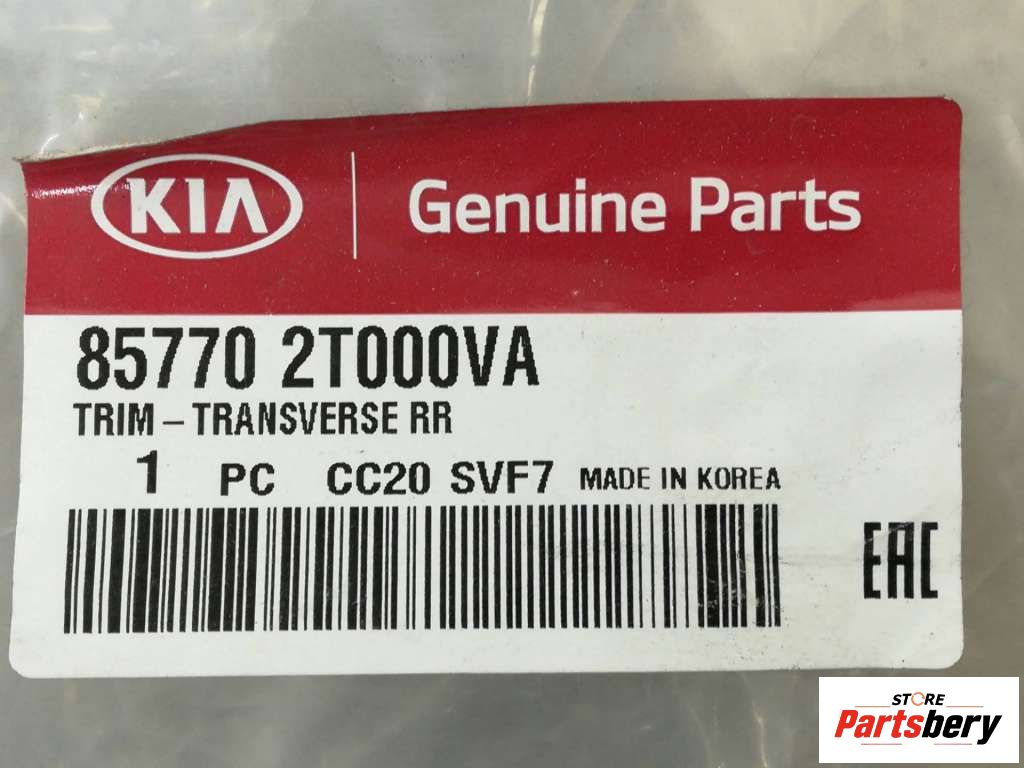 KIA Genuine Parts
85770 2T000VA
TRIM – TRANSVERSE RR
1 PC CC20 SVF7 MADE IN KOREA
EAC
STORE
Partsbery